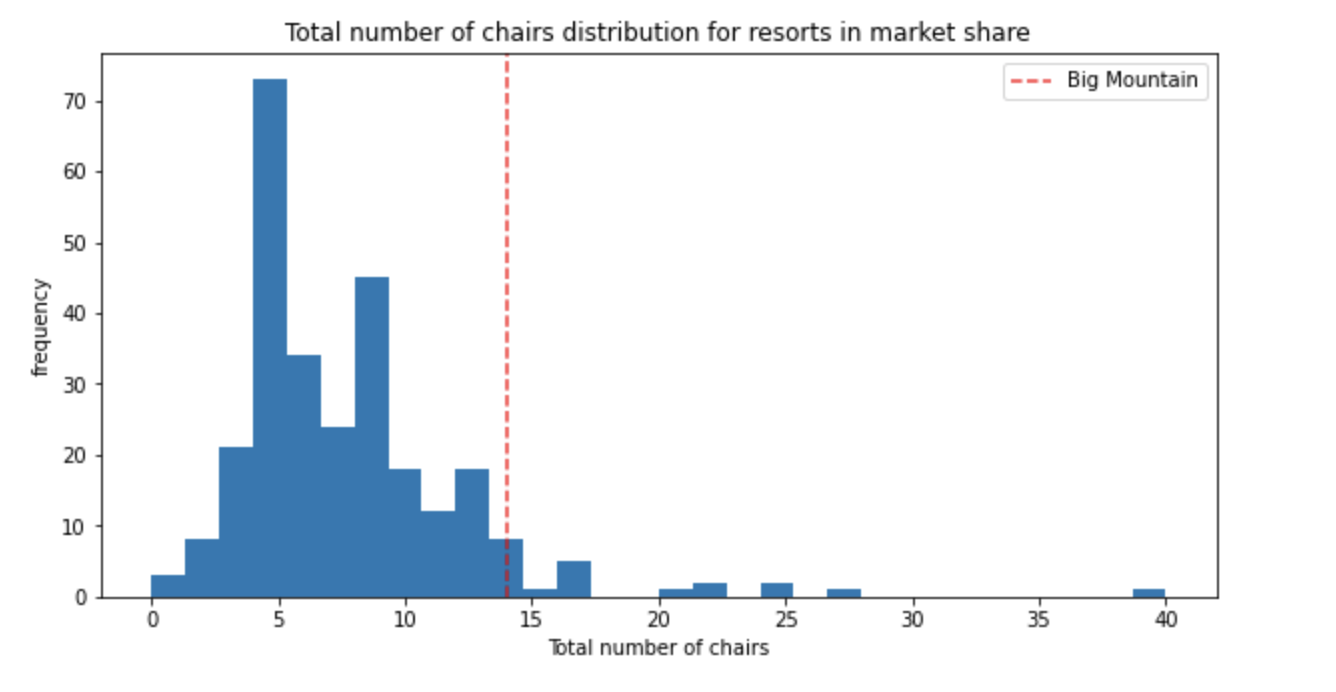 Total number of chairs distribution for resorts in market share
Big Mountain
frequency
70
60
50
40
30
20
10
0
0 5 10 15 20 25 30 35 40
Total number of chairs